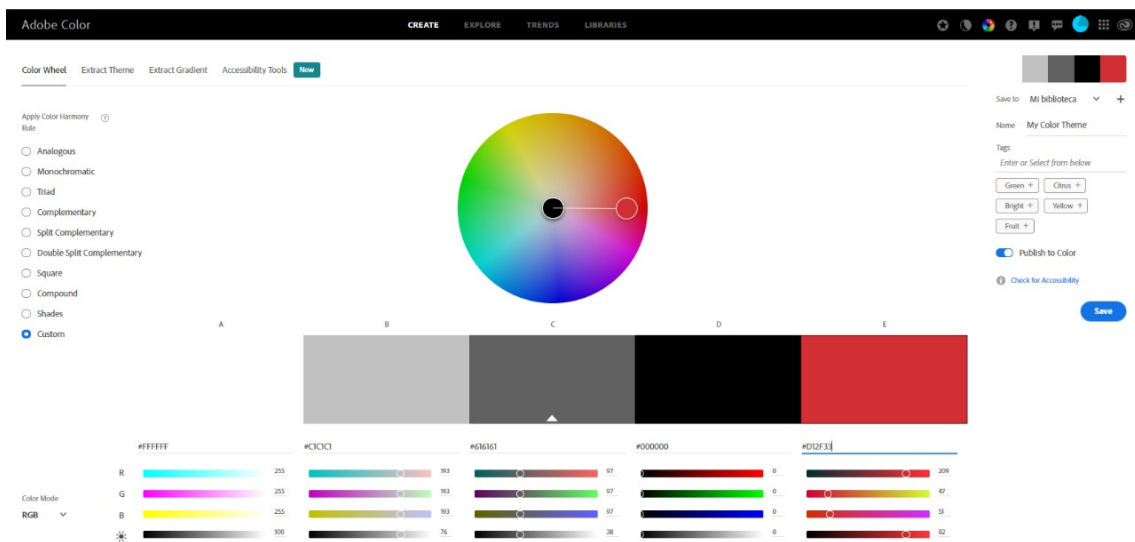 Adobe Color CREATE EXPLORE TRENDS LIBRARIES
Color Wheel Extract Theme Extract Gradient Accessibility Tools New
Apply Color Harmony
Rule
Analogous
Monochromatic
Triad
Complementary
Split Complementary
Double Split Complementary
Square
Compound
Shades
Custom
Save to Mi biblioteca +
Name My Color Theme
Tags
Enter or Select from below
Green + Citrus +
Bright + Yellow +
Fruit +
Publish to Color
Check for Accessibility
Save
A B C D E
#FFFFFF #C1C1C1 #616161 #000000 #D12F33
R 255 193 97 0 209
G 255 193 97 0 47
B 255 193 97 0 51
100 76 38 0 82
Color Mode
RGB